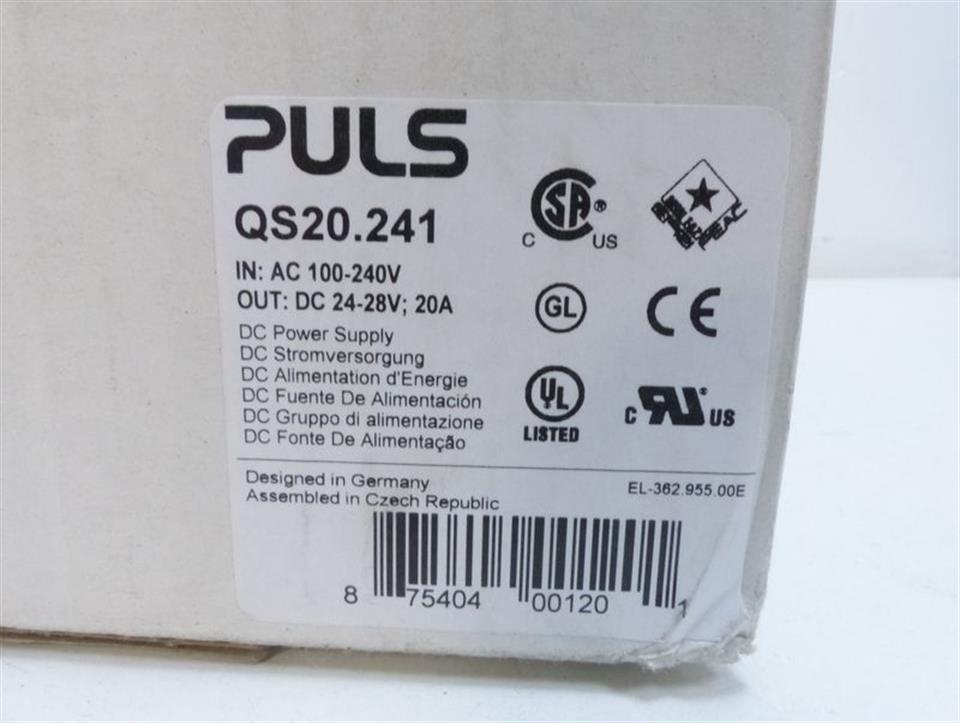 PULS
QS20.241
IN: AC 100-240V
OUT: DC 24-28V; 20A
DC Power Supply
DC Stromversorgung
DC Alimentation d'Energie
DC Fuente De Alimentación
DC Gruppo di alimentazione
DC Fonte De Alimentação
C SA ® US
GL
CE
UL
LISTED
C RU ® US
Designed in Germany
Assembled in Czech Republic
EL-362.955.00E
8 75404 00120 1